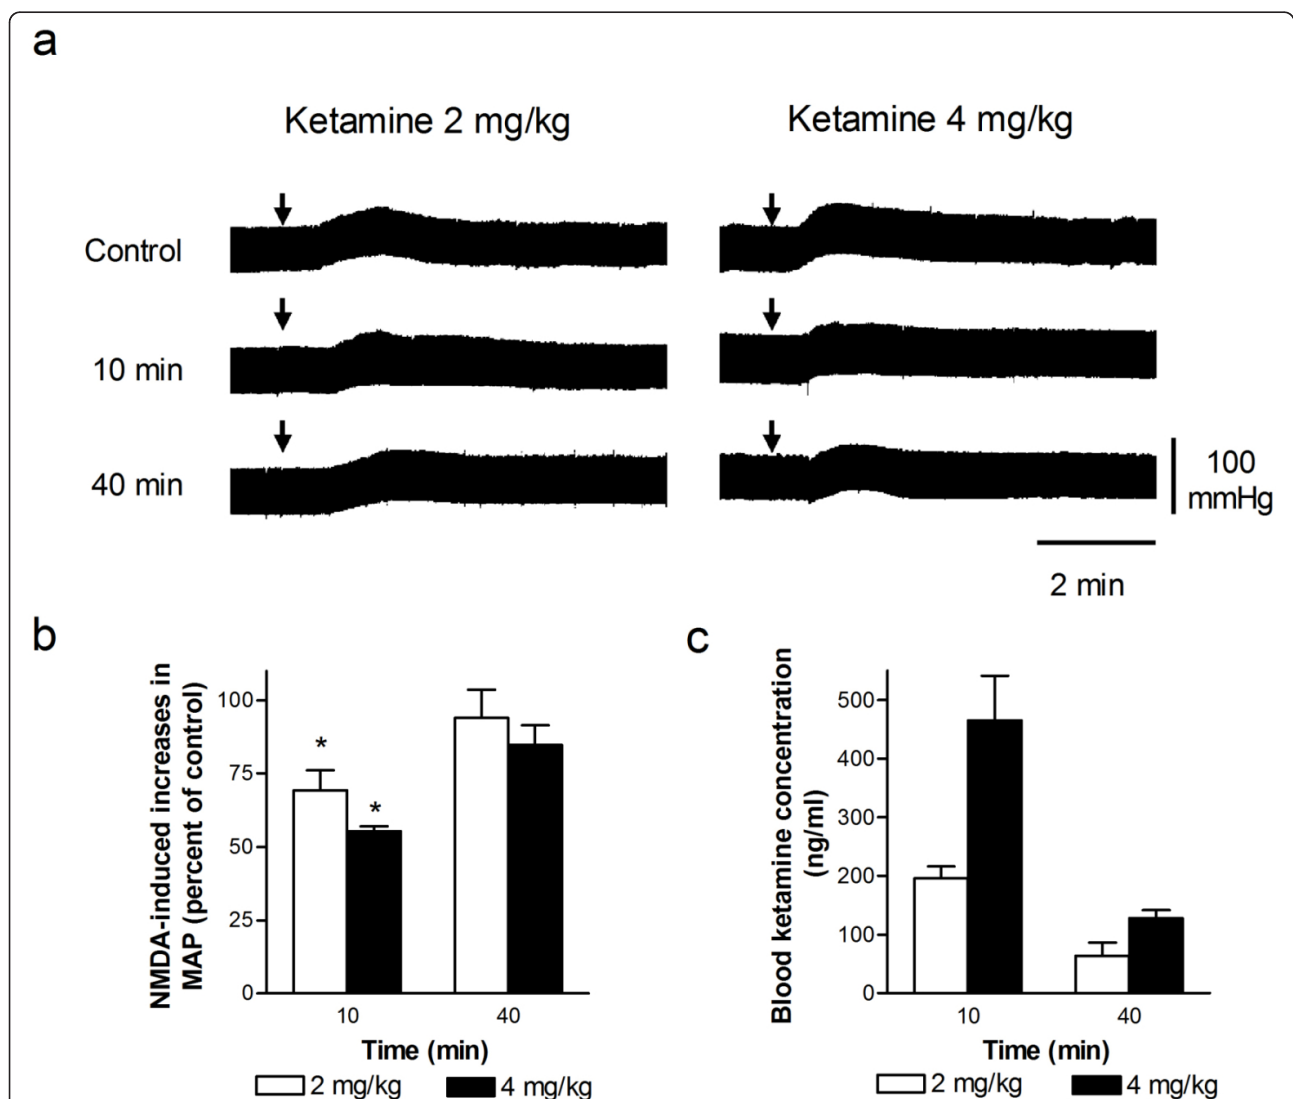 a
Ketamine 2 mg/kg
Ketamine 4 mg/kg
Control
10 min
40 min
100
mmHg
2 min
b
NMDA-induced increases in
MAP (percent of control)
100
75
50
25
0
10
40
Time (min)
2 mg/kg
4 mg/kg
*
*
c
Blood ketamine concentration
(ng/ml)
500
400
300
200
100
0
10
40
Time (min)
2 mg/kg
4 mg/kg